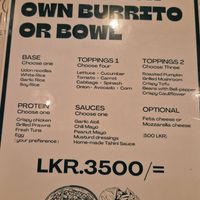 OWN BURRITO
OR BOWL
BASE
Choose one
Udon noodles
White Rice
Garlic Rice
Soy Rice
TOPPINGS 1
Choose four
Lettuce - Cucumber
Tomato - Carrot
Cabbage - Spinach
Onion - Avocado - Corn
TOPPINGS 2
Choose Three
Roasted Pumpkin
Grilled Mushroom
Crispy Tofu
Beans with Bell-pepper
Crispy Cauliflower
PROTEIN
Choose one
Crispy chicken
Grilled Prawns
Fresh Tuna
Egg
your preference
SAUCES
Choose one
Garlic Aioli
Chili Mayo
Peanut Mayo
Musturd dressings
Home-made Tahini Sauce
OPTIONAL
Feta cheese or
Mozzarella cheese
(500 LKR)
LKR.3500/=